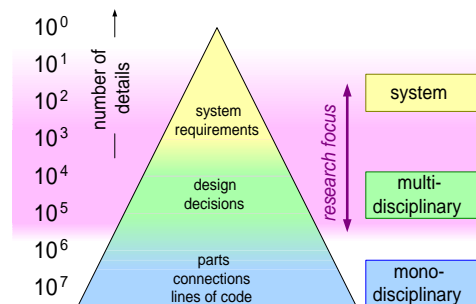 10⁰
10¹
10²
10³
10⁴
10⁵
10⁶
10⁷
number of
details
system
requirements
design
decisions
parts
connections
lines of code
research focus
system
multi-
disciplinary
mono-
disciplinary